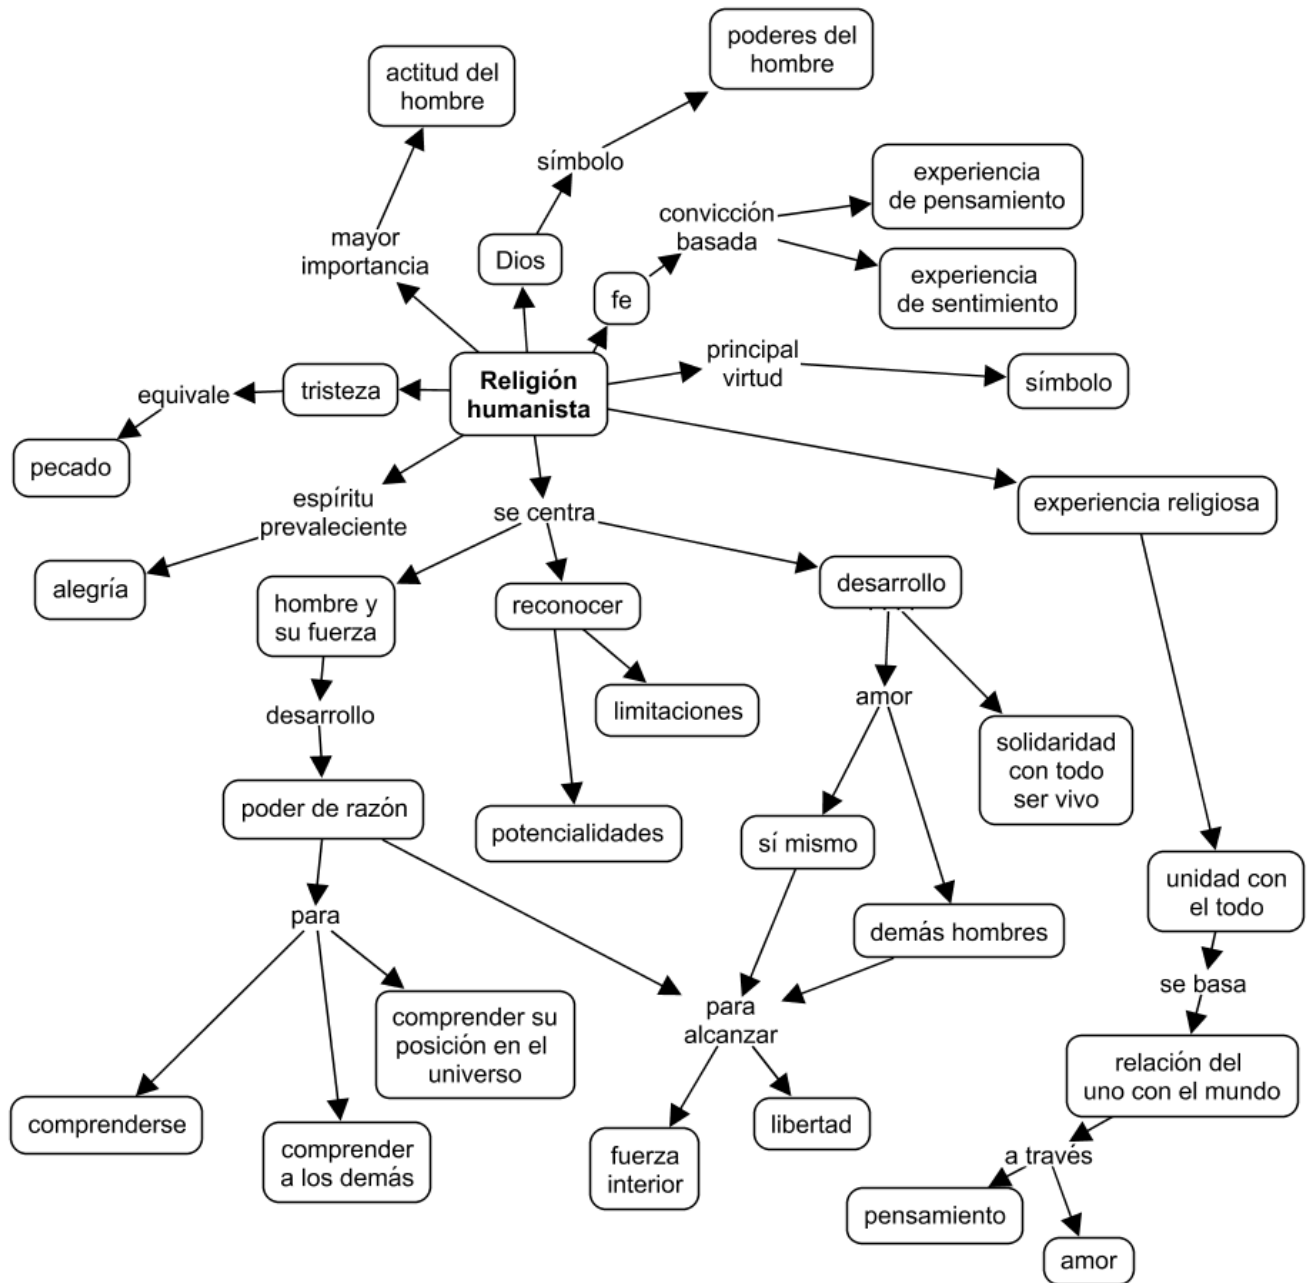 poderes del
hombre
actitud del
hombre
símbolo
experiencia
de pensamiento
convicción
basada
mayor
importancia
Dios
experiencia
de sentimiento
fe
principal
virtud
símbolo
Religión
humanista
tristeza
equivale
pecado
espíritu
prevaleciente
se centra
experiencia religiosa
alegría
hombre y
su fuerza
reconocer
desarrollo
limitaciones
amor
desarrollo
solidaridad
con todo
ser vivo
poder de razón
potencialidades
sí mismo
unidad con
el todo
para
demás hombres
se basa
comprender su
posición en el
universo
para
alcanzar
relación del
uno con el mundo
comprenderse
comprender
a los demás
libertad
fuerza
interior
a través
pensamiento
amor